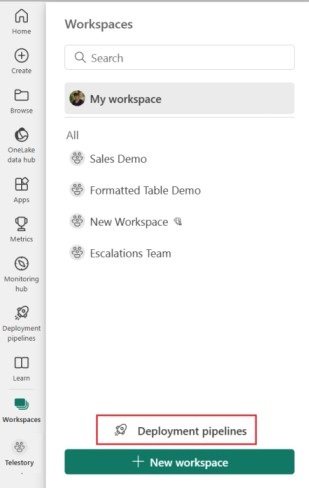 Home
Create
Browse
OneLake
data hub
Apps
Metrics
Monitoring
hub
Deployment
pipelines
Learn
Workspaces
Telestory
Workspaces
Search
My workspace
All
Sales Demo
Formatted Table Demo
New Workspace
Escalations Team
Deployment pipelines
New workspace